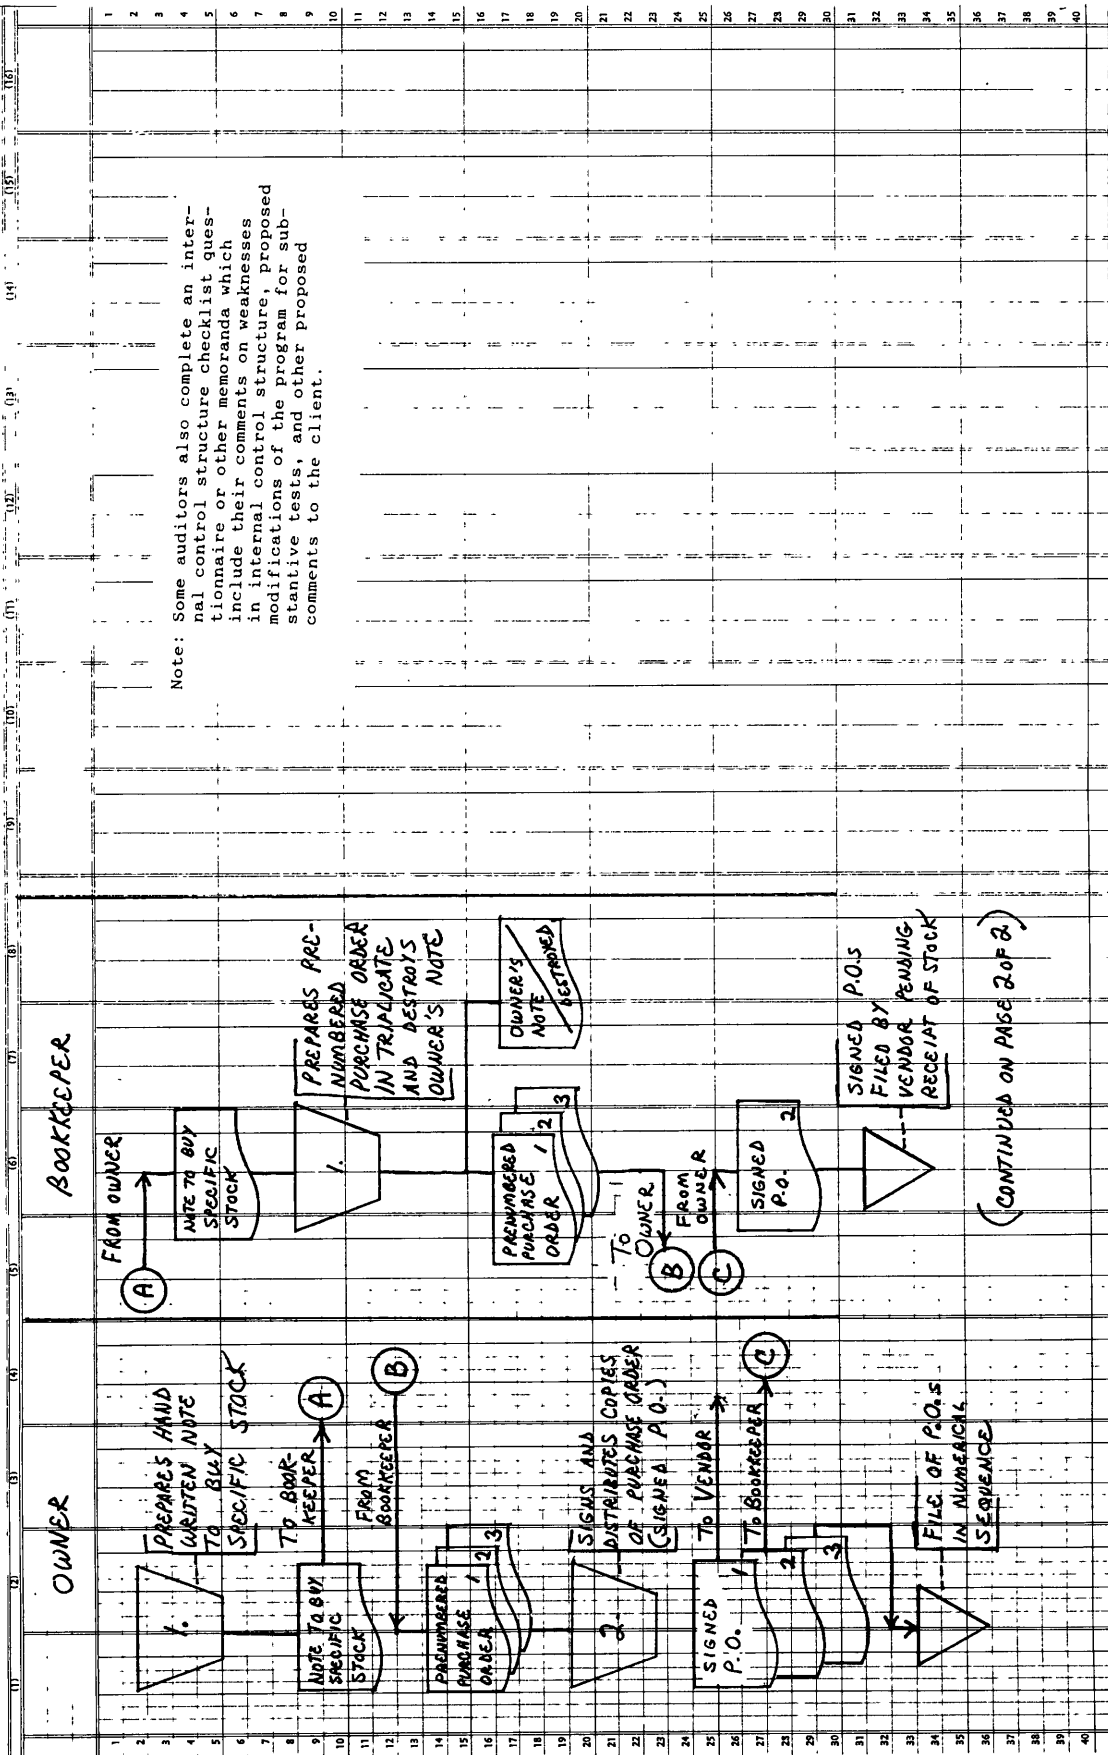 OWNER
1.
PREPARES HAND
WRITTEN NOTE
TO BUY
SPECIFIC STOCK
NOTE TO BUY
SPECIFIC
STOCK
TO BOOK-
KEEPER
A
B
FROM
BOOKKEEPER
PRENUMBERED
PURCHASE
ORDER
1
2
3
2.
SIGNS AND
DISTRIBUTES COPIES
OF PURCHASE ORDER
(SIGNED P.O.)
SIGNED
P.O.
1
2
3
TO VENDOR
TO BOOKKEEPER
C
FILE OF P.O.s
IN NUMERICAL
SEQUENCE
BOOKKEEPER
A
FROM OWNER
NOTE TO BUY
SPECIFIC
STOCK
1.
PREPARES PRE-
NUMBERED
PURCHASE ORDER
IN TRIPLICATE
AND DESTROYS
OWNER'S NOTE
PRENUMBERED
PURCHASE
ORDER
1
2
3
OWNER'S
NOTE
DESTROYED
TO
OWNER
B
C
FROM
OWNER
SIGNED
P.O.
2
SIGNED P.O.S
FILED BY
VENDOR PENDING
RECEIAT OF STOCK
(CONTINUED ON PAGE 2 OF 2)
Note: Some auditors also complete an inter-
nal control structure checklist ques-
tionnaire or other memoranda which
include their comments on weaknesses
in internal control structure, proposed
modifications of the program for sub-
stantive tests, and other proposed
comments to the client.